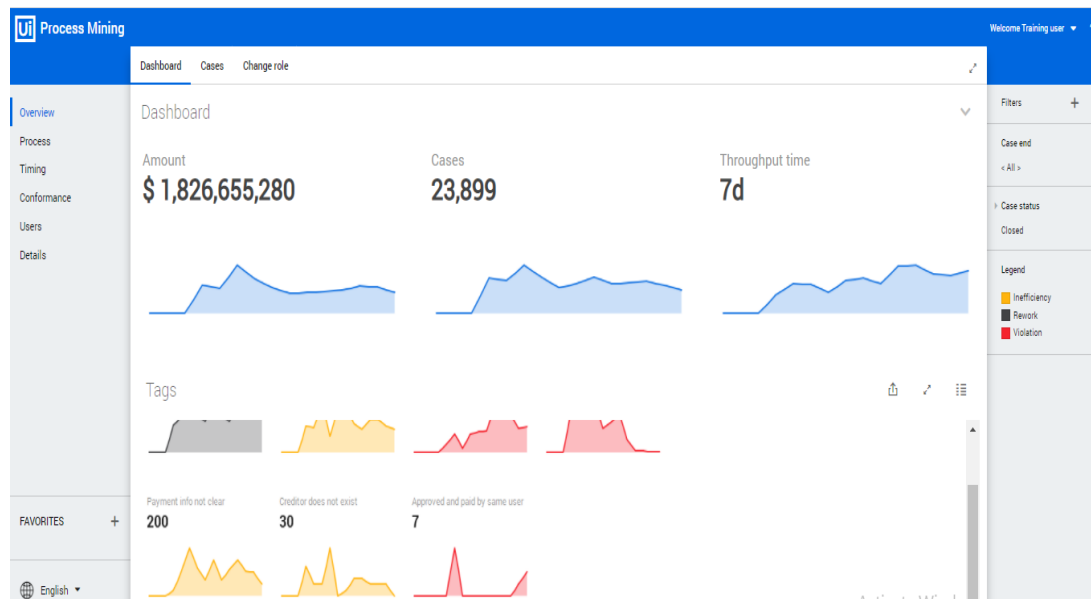 Ui Process Mining
Welcome Training user
Dashboard Cases Change role
Overview
Process
Timing
Conformance
Users
Details
FAVORITES +
English
Dashboard
Amount
$ 1,826,655,280
Cases
23,899
Throughput time
7d
Tags
Payment info not clear
200
Creditor does not exist
30
Approved and paid by same user
7
Filters +
Case end
< All >
Case status
Closed
Legend
Inefficiency
Rework
Violation